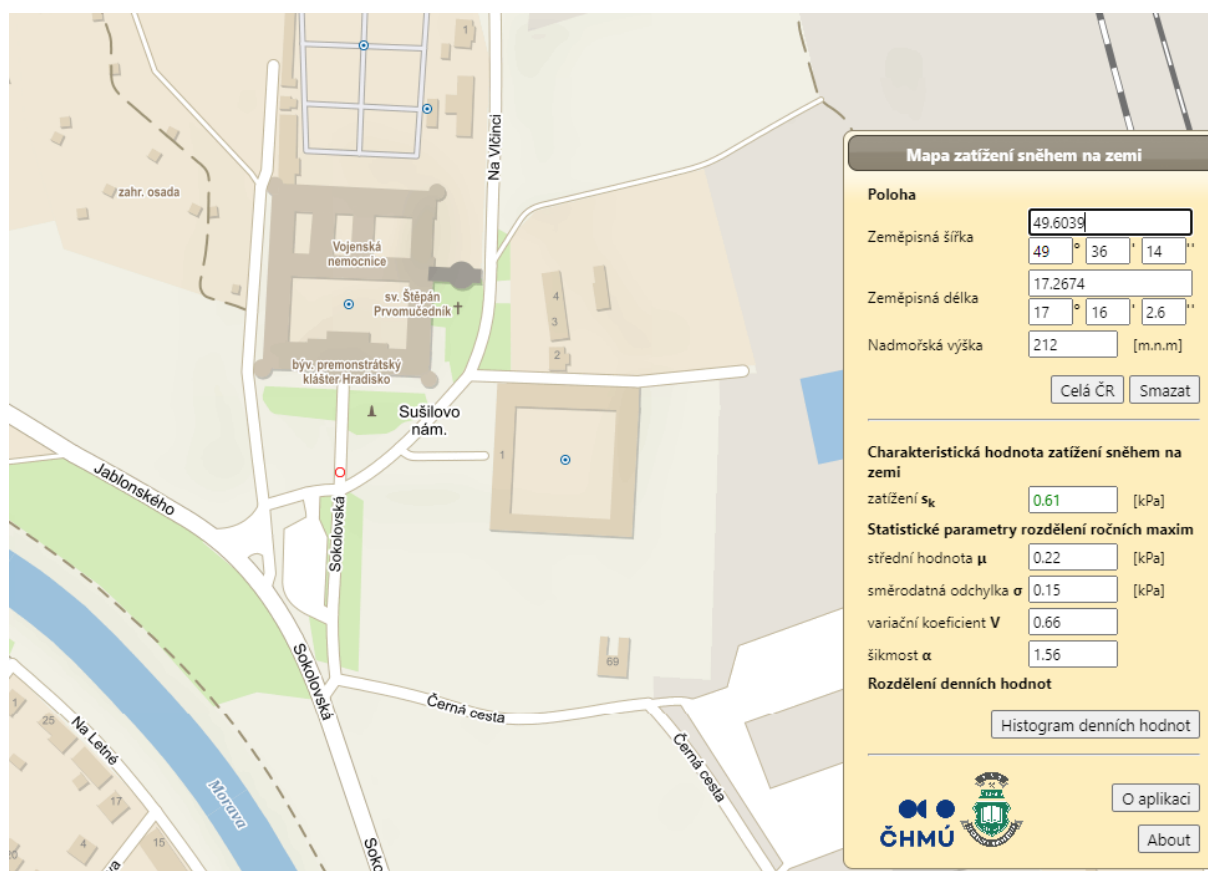 1
Na Vlčinci
zahr. osada
Vojenská
nemocnice
sv. Štěpán
Prvomučedník
býv. premonstrátský
klášter Hradisko
4
3
2
Sušilovo
nám.
1
Jablonského
Sokolovská
Sokolovská
69
Černá cesta
Černá cesta
Na Letné
1
25
17
4
15
Morava
Mapa zatížení sněhem na zemi
Poloha
Zeměpisná šířka
49.6039
49 ° 36 ' 14 ''
Zeměpisná délka
17.2674
17 ° 16 ' 2.6 ''
Nadmořská výška 212 [m.n.m]
Celá ČR Smazat
Charakteristická hodnota zatížení sněhem na
zemi
zatížení sk 0.61 [kPa]
Statistické parametry rozdělení ročních maxim
střední hodnota μ 0.22 [kPa]
směrodatná odchylka σ 0.15 [kPa]
variační koeficient V 0.66
šikmost α 1.56
Rozdělení denních hodnot
Histogram denních hodnot
ČHMÚ
O aplikaci
About